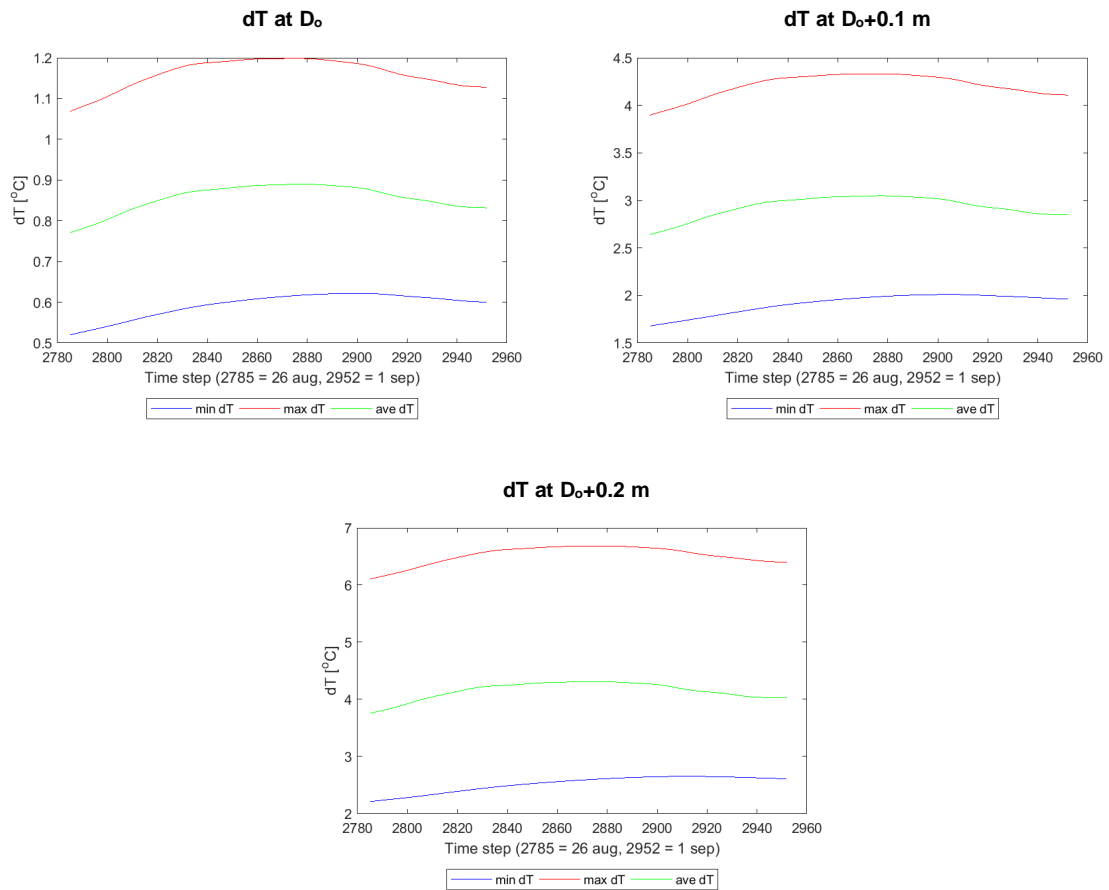 dT at Dₒ
1.2
1.1
1
0.9
0.8
0.7
0.6
0.5
dT [°C]
2780 2800 2820 2840 2860 2880 2900 2920 2940 2960
Time step (2785 = 26 aug, 2952 = 1 sep)
min dT max dT ave dT
dT at Dₒ+0.1 m
4.5
4
3.5
3
2.5
2
1.5
dT [°C]
2780 2800 2820 2840 2860 2880 2900 2920 2940 2960
Time step (2785 = 26 aug, 2952 = 1 sep)
min dT max dT ave dT
dT at Dₒ+0.2 m
7
6
5
4
3
2
dT [°C]
2780 2800 2820 2840 2860 2880 2900 2920 2940 2960
Time step (2785 = 26 aug, 2952 = 1 sep)
min dT max dT ave dT